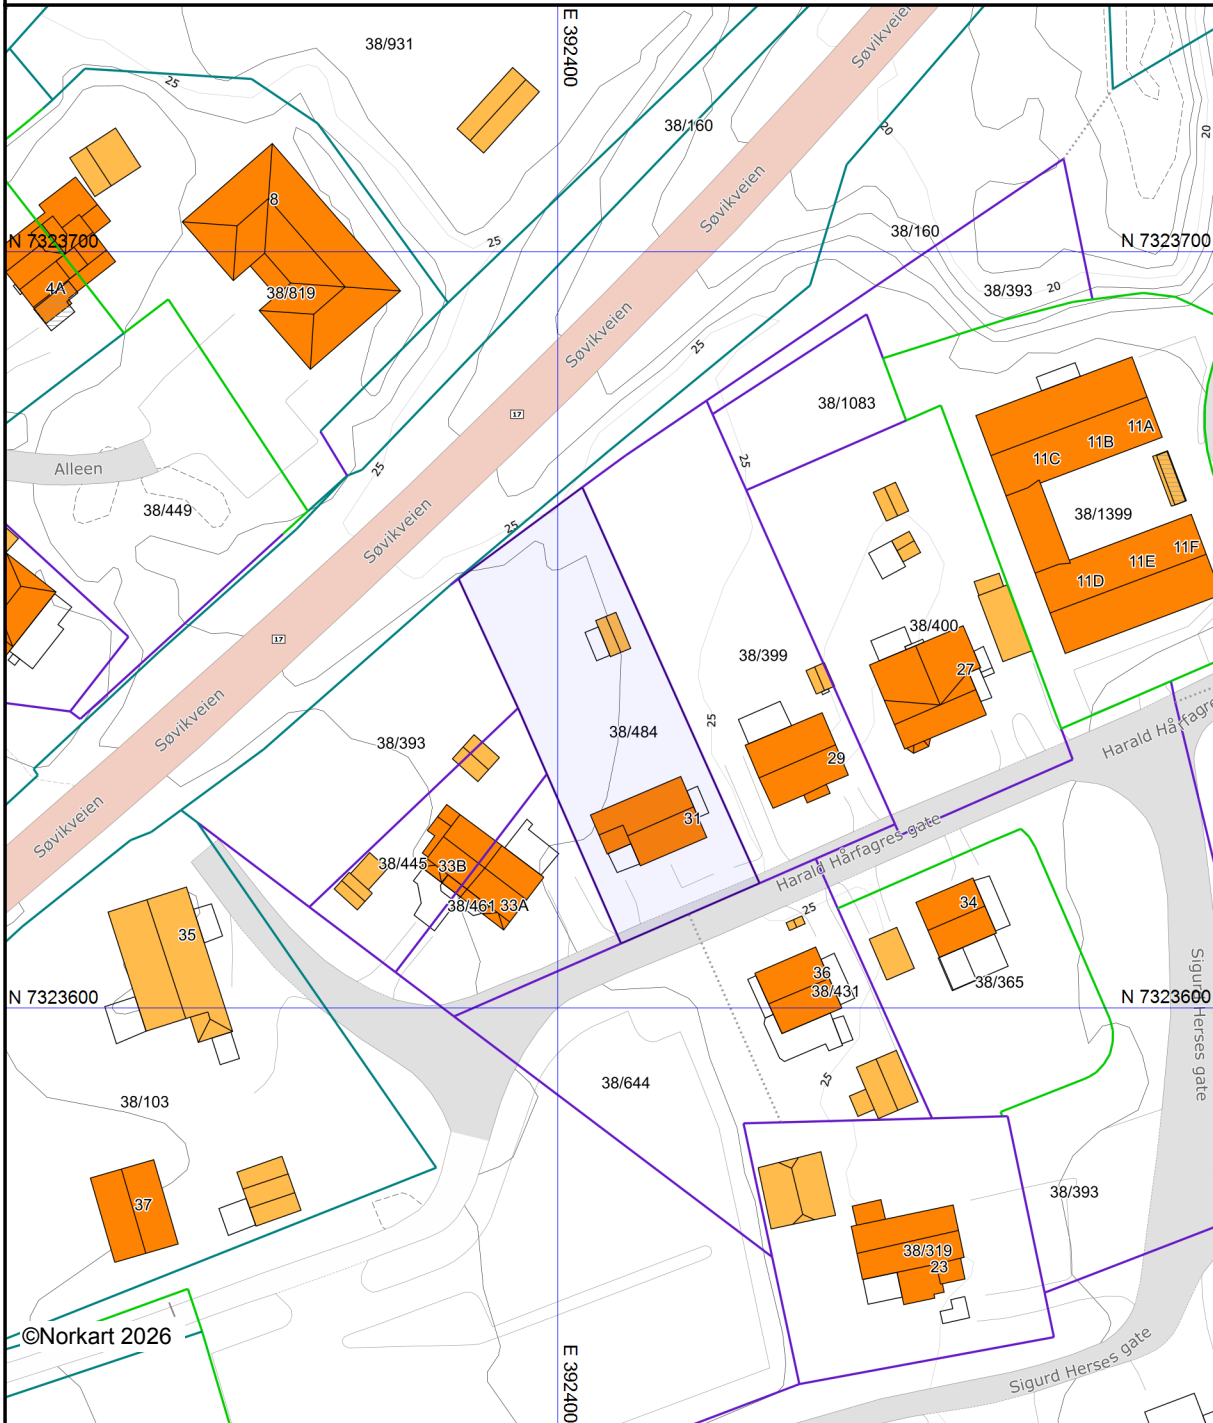 38/931
E 392400
Søvikveien
25
38/160
20
20
Søvikveien
8
38/160
N 7323700
25
N 7323700
4A
38/819
38/393
20
Søvikveien
25
38/1083
17
11A
11B
11C
Alleen
25
25
38/449
38/1399
Søvikveien
25
11F
11E
11D
38/400
17
38/399
27
Søvikveien
25
38/484
38/393
Harald Hårfagres
29
Søvikveien
31
Harald Hårfagres gate
38/445
33B
38/461
33A
34
25
35
36
38/365
38/431
N 7323600
N 7323600
Sigurd Herses gate
38/644
25
38/103
38/393
37
38/319
23
©Norkart 2026
E 392400
Sigurd Herses gate